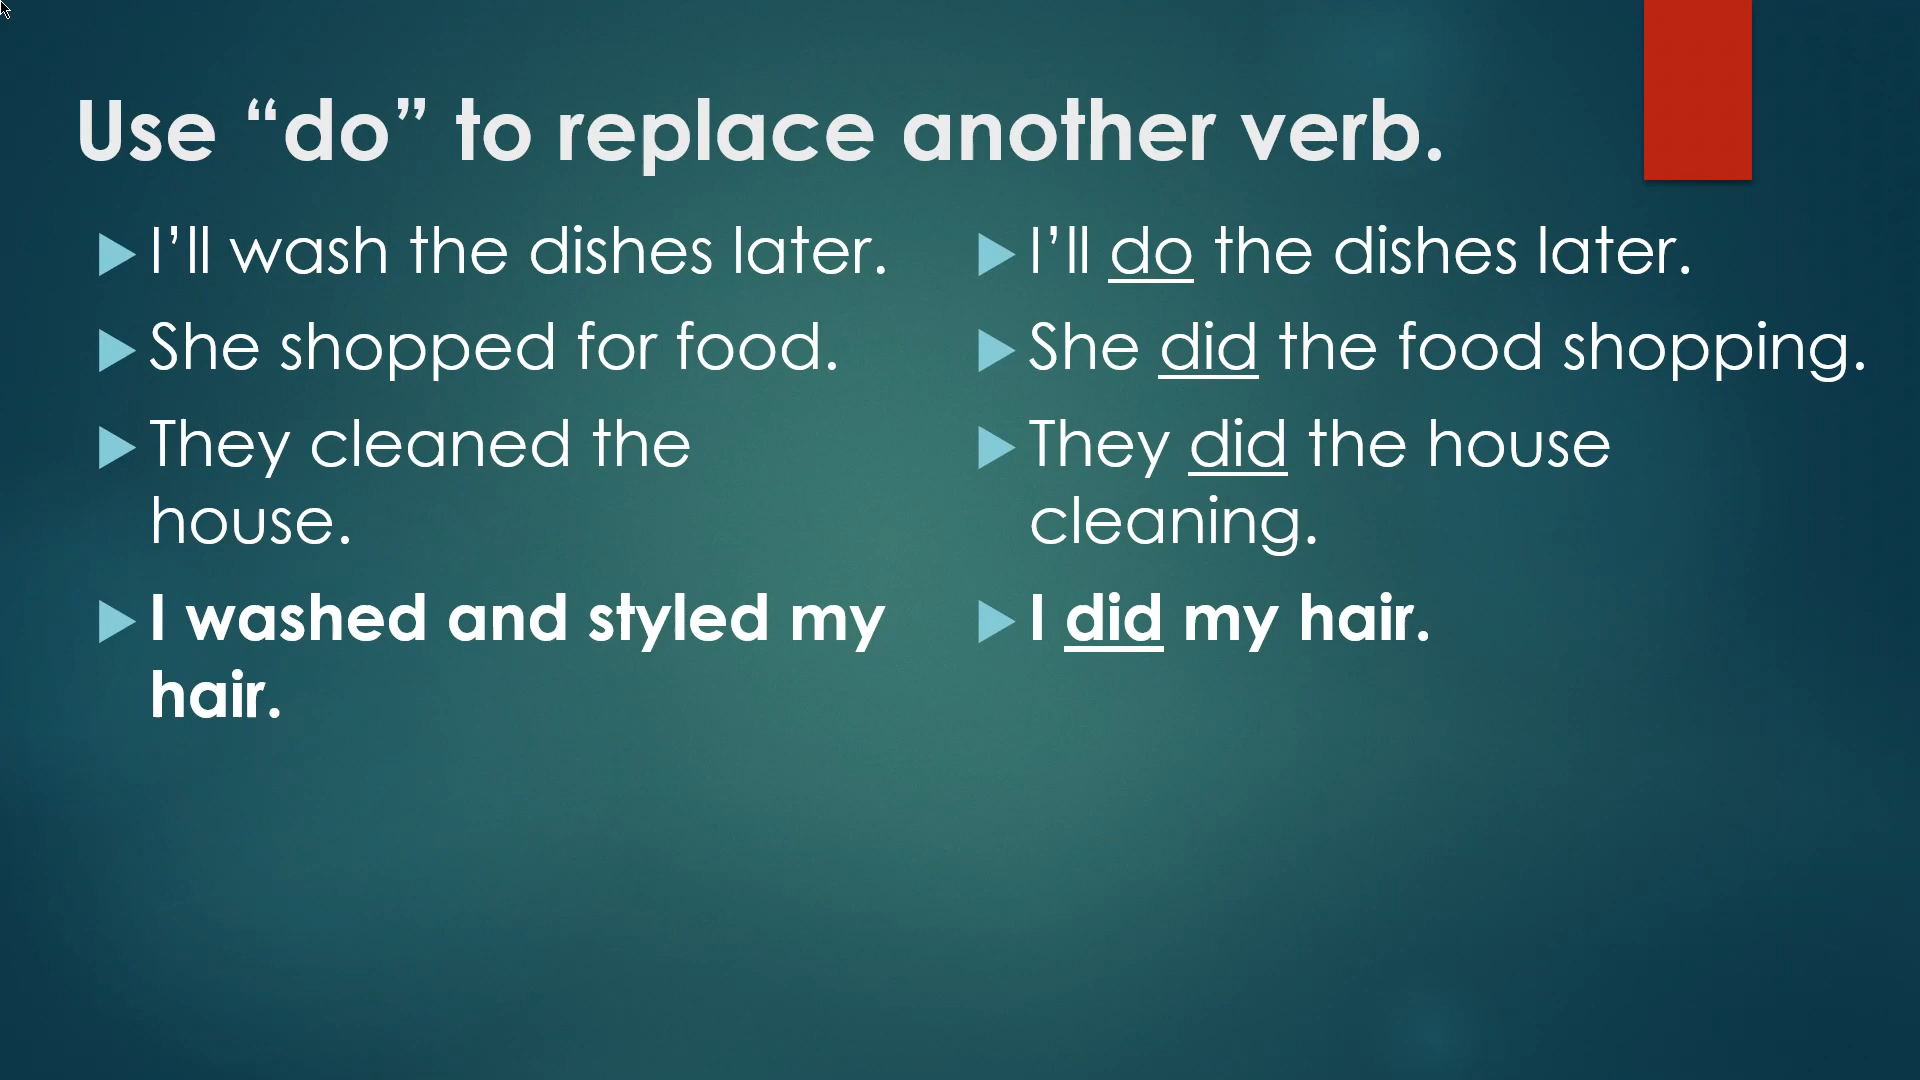 Use “do” to replace another verb.
I’ll wash the dishes later.
She shopped for food.
They cleaned the
house.
I washed and styled my
hair.
I’ll do the dishes later.
She did the food shopping.
They did the house
cleaning.
I did my hair.